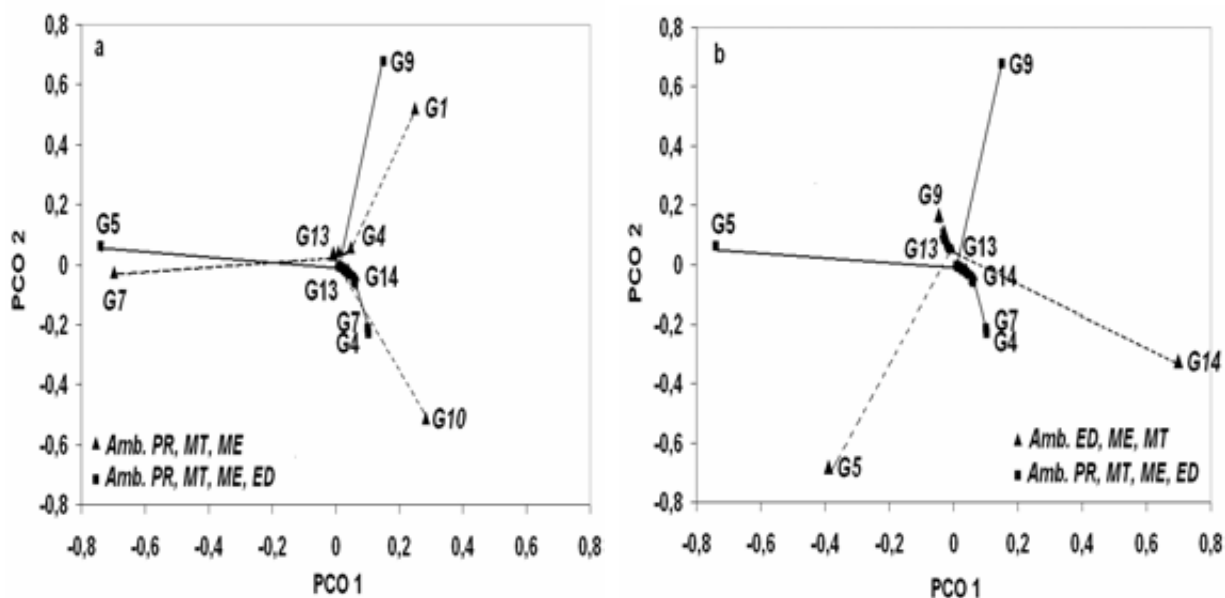 a
0,8
0,6
0,4
0,2
0
-0,2
-0,4
-0,6
-0,8
PCO 2
G9
G1
G5
G13
G4
G7
G13
G14
G7
G4
G10
Amb. PR, MT, ME
Amb. PR, MT, ME, ED
-0,8 -0,6 -0,4 -0,2 0 0,2 0,4 0,6 0,8
PCO 1
b
0,8
0,6
0,4
0,2
0
-0,2
-0,4
-0,6
-0,8
PCO 2
G9
G9
G5
G13
G13
G14
G7
G4
G14
G5
Amb. ED, ME, MT
Amb. PR, MT, ME, ED
-0,8 -0,6 -0,4 -0,2 0 0,2 0,4 0,6 0,8
PCO 1